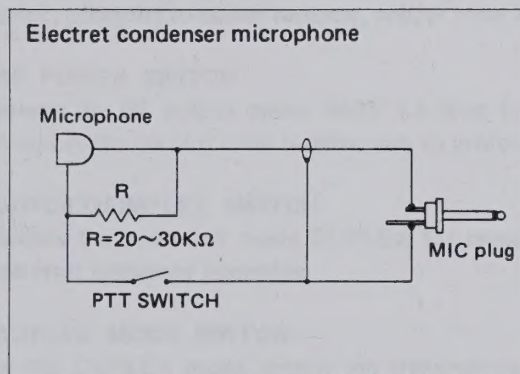 Electret condenser microphone
Microphone
R
R=20~30KΩ
MIC plug
PTT SWITCH